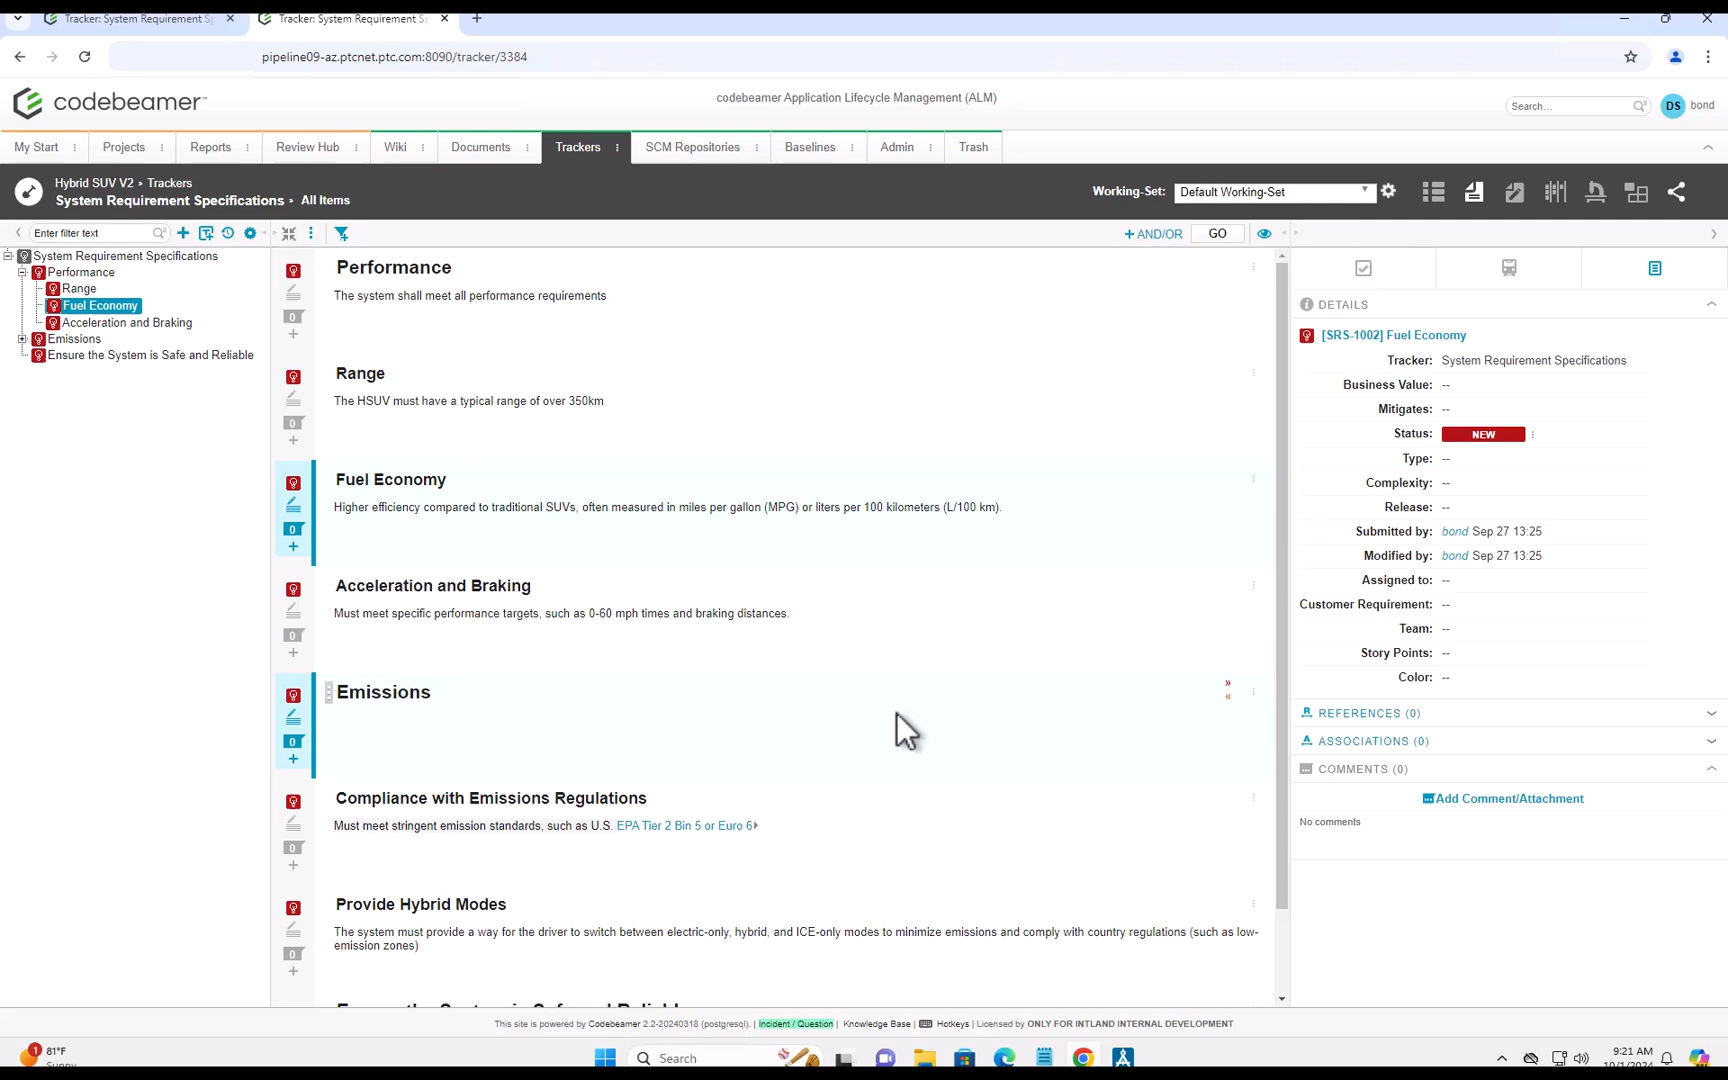 Tracker: System Requirement Sp
Tracker: System Requirement Sp
pipeline09-az.ptcnet.ptc.com:8090/tracker/3384
codebeamer
codebeamer Application Lifecycle Management (ALM)
Search...
DS
bond
My Start
Projects
Reports
Review Hub
Wiki
Documents
Trackers
SCM Repositories
Baselines
Admin
Trash
Hybrid SUV V2 • Trackers
System Requirement Specifications • All Items
Working-Set:
Default Working-Set
Enter filter text
+ AND/OR
GO
System Requirement Specifications
Performance
Range
Fuel Economy
Acceleration and Braking
Emissions
Ensure the System is Safe and Reliable
Performance
The system shall meet all performance requirements
0
Range
The HSUV must have a typical range of over 350km
0
Fuel Economy
Higher efficiency compared to traditional SUVs, often measured in miles per gallon (MPG) or liters per 100 kilometers (L/100 km).
0
Acceleration and Braking
Must meet specific performance targets, such as 0-60 mph times and braking distances.
0
Emissions
0
Compliance with Emissions Regulations
Must meet stringent emission standards, such as U.S. EPA Tier 2 Bin 5 or Euro 6
0
Provide Hybrid Modes
The system must provide a way for the driver to switch between electric-only, hybrid, and ICE-only modes to minimize emissions and comply with country regulations (such as low-
emission zones)
0
DETAILS
[SRS-1002] Fuel Economy
Tracker: System Requirement Specifications
Business Value: --
Mitigates: --
Status: NEW
Type: --
Complexity: --
Release: --
Submitted by: bond Sep 27 13:25
Modified by: bond Sep 27 13:25
Assigned to: --
Customer Requirement: --
Team: --
Story Points: --
Color: --
REFERENCES (0)
ASSOCIATIONS (0)
COMMENTS (0)
Add Comment/Attachment
No comments
This site is powered by Codebeamer 2.2-20240318 (postgresql). | Incident / Question | Knowledge Base | Hotkeys | Licensed by ONLY FOR INTLAND INTERNAL DEVELOPMENT
1
81°F
Sunny
Search
9:21 AM
10/1/2024